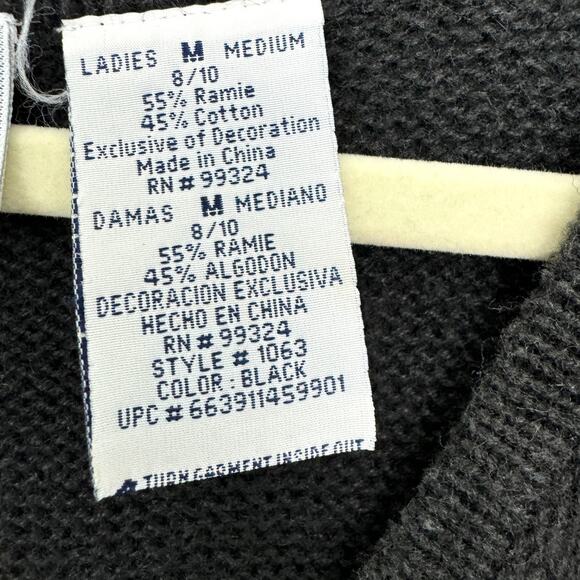 LADIES M MEDIUM
8/10
55% Ramie
45% Cotton
Exclusive of Decoration
Made in China
RN # 99324
DAMAS M MEDIANO
8/10
55% RAMIE
45% ALGODON
DECORACION EXCLUSIVA
HECHO EN CHINA
RN # 99324
STYLE # 1063
COLOR : BLACK
UPC # 663911459901
TURN GARMENT INSIDE OUT